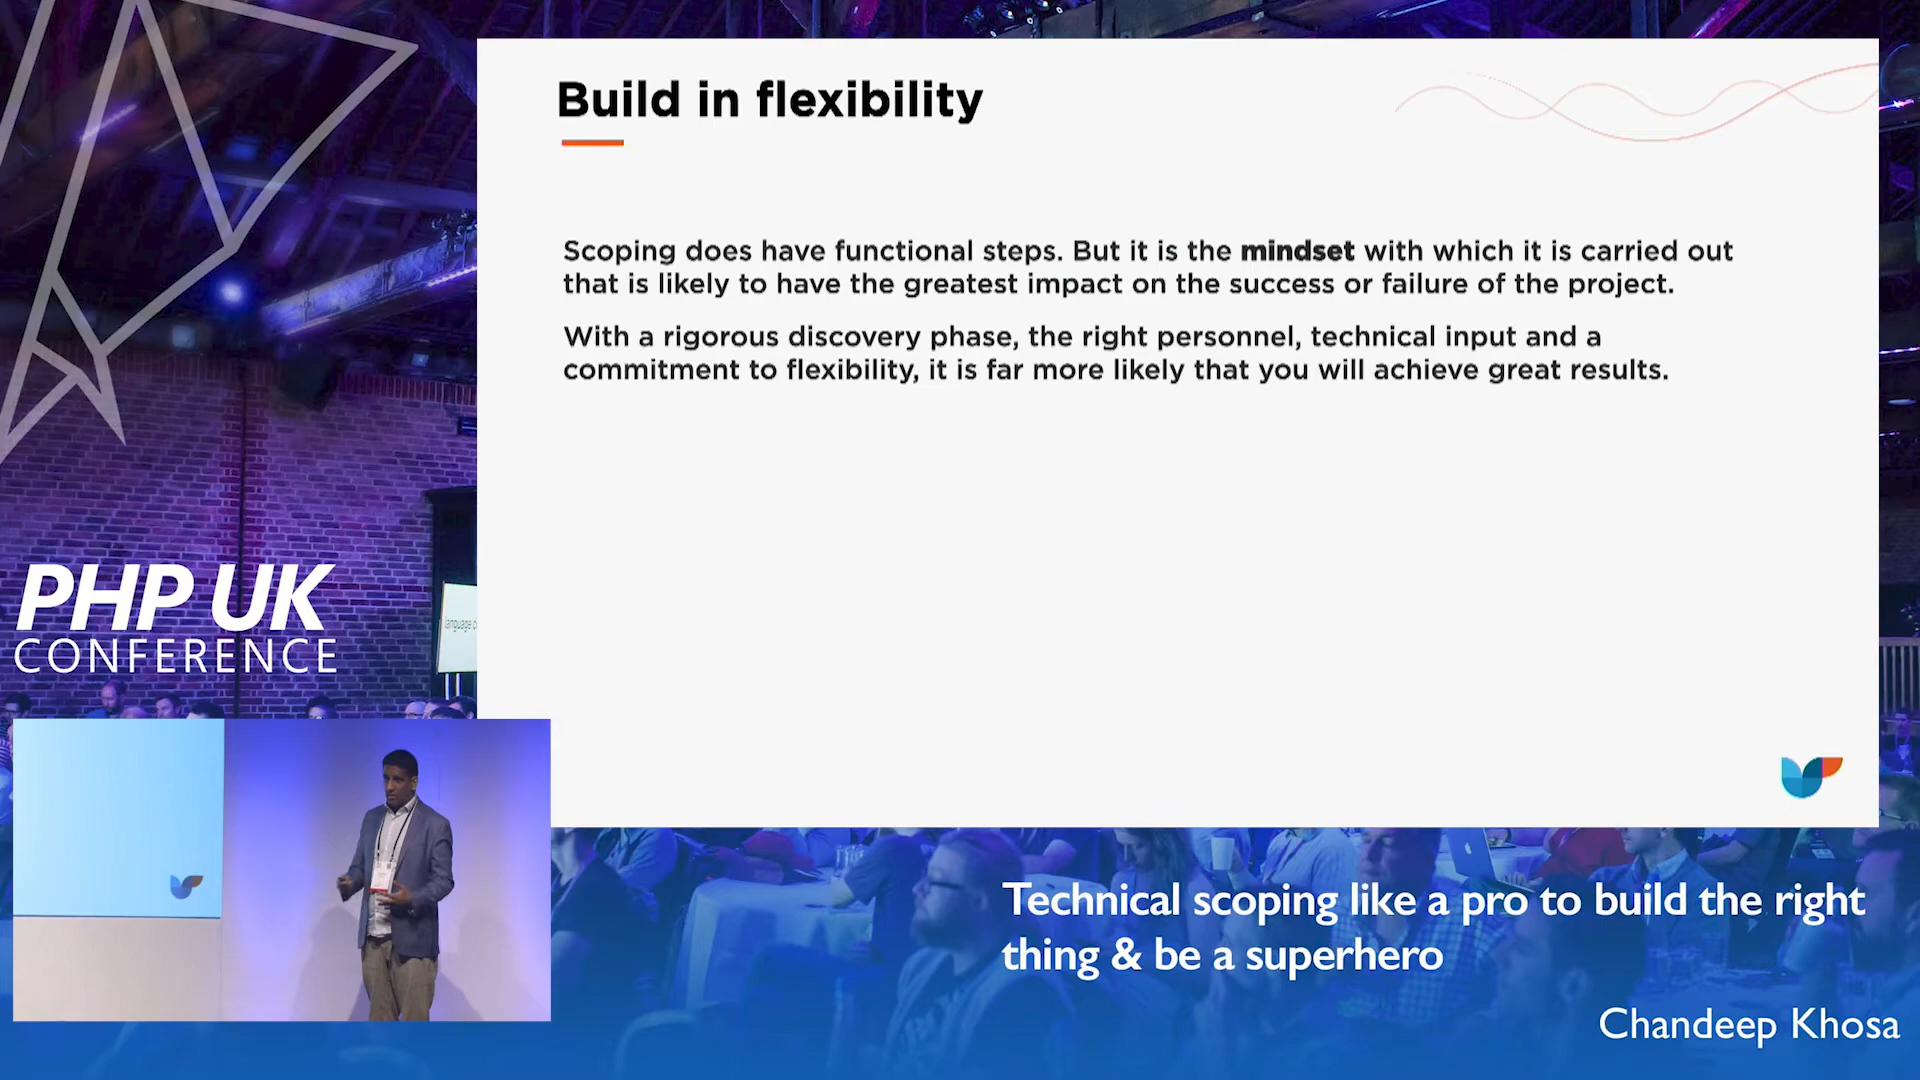 Build in flexibility
Scoping does have functional steps. But it is the mindset with which it is carried out
that is likely to have the greatest impact on the success or failure of the project.
With a rigorous discovery phase, the right personnel, technical input and a
commitment to flexibility, it is far more likely that you will achieve great results.
PHP UK
CONFERENCE
language
Technical scoping like a pro to build the right
thing & be a superhero
Chandeep Khosa